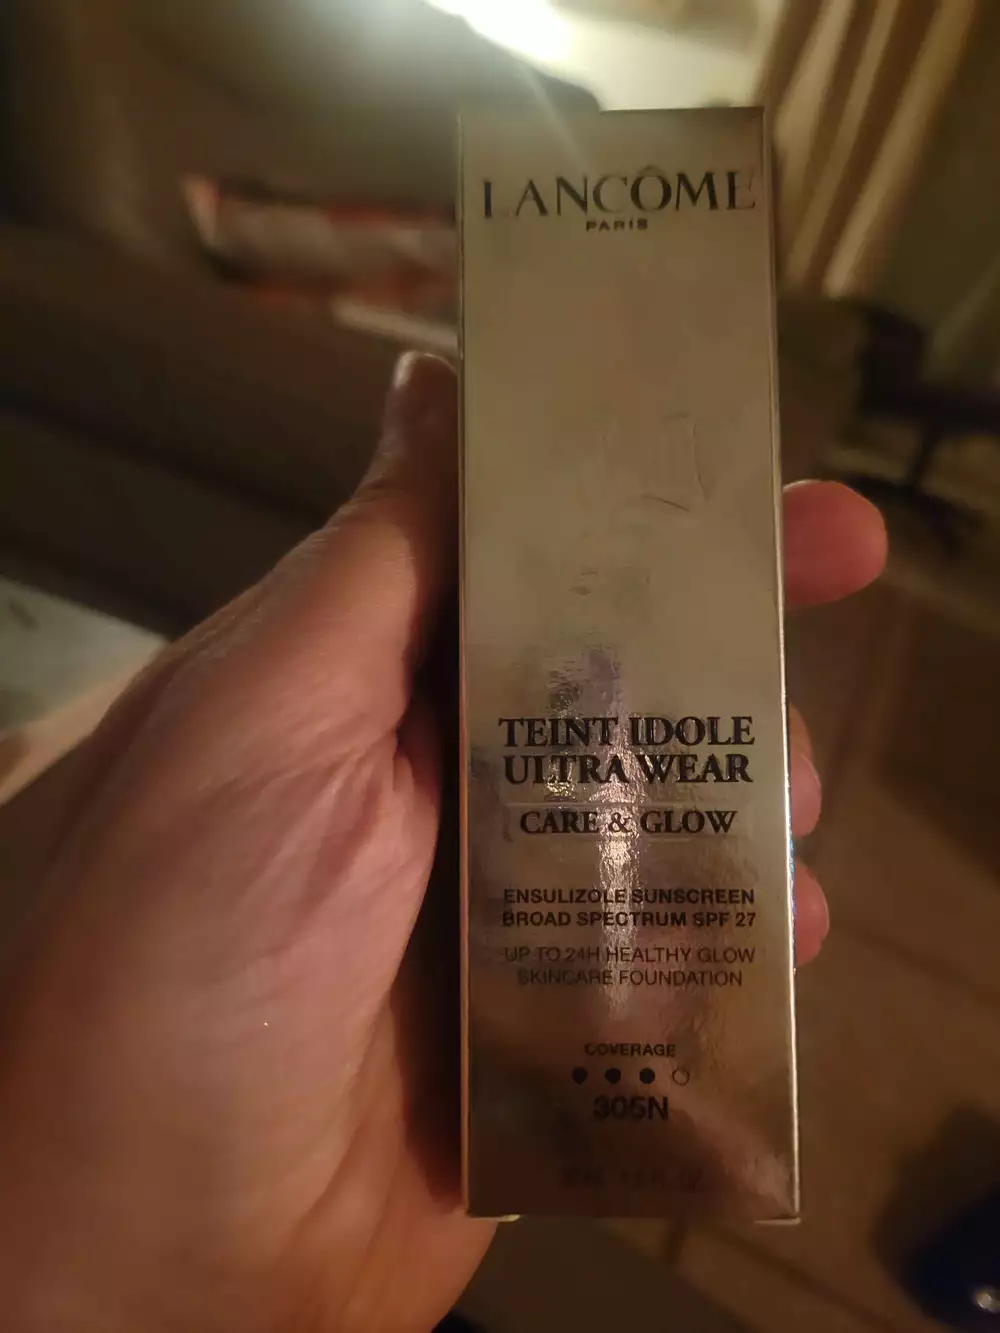 LANCÔME
PARIS
TEINT IDOLE
ULTRA WEAR
CARE & GLOW
ENSULIZOLE SUNSCREEN
BROAD SPECTRUM SPF 27
UP TO 24H HEALTHY GLOW
SKINCARE FOUNDATION
COVERAGE
305N